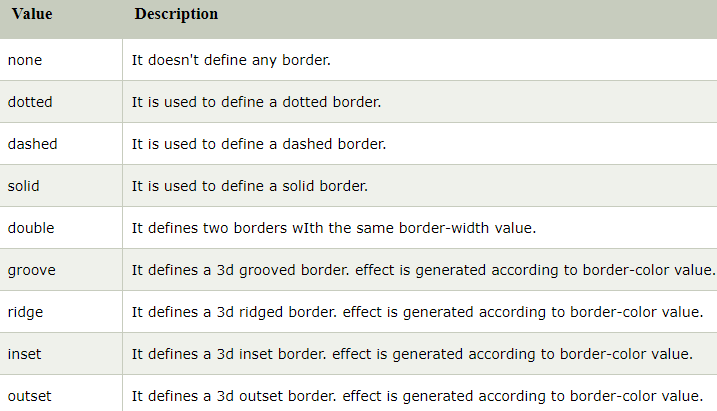 Value Description
none It doesn't define any border.
dotted It is used to define a dotted border.
dashed It is used to define a dashed border.
solid It is used to define a solid border.
double It defines two borders wIth the same border-width value.
groove It defines a 3d grooved border. effect is generated according to border-color value.
ridge It defines a 3d ridged border. effect is generated according to border-color value.
inset It defines a 3d inset border. effect is generated according to border-color value.
outset It defines a 3d outset border. effect is generated according to border-color value.